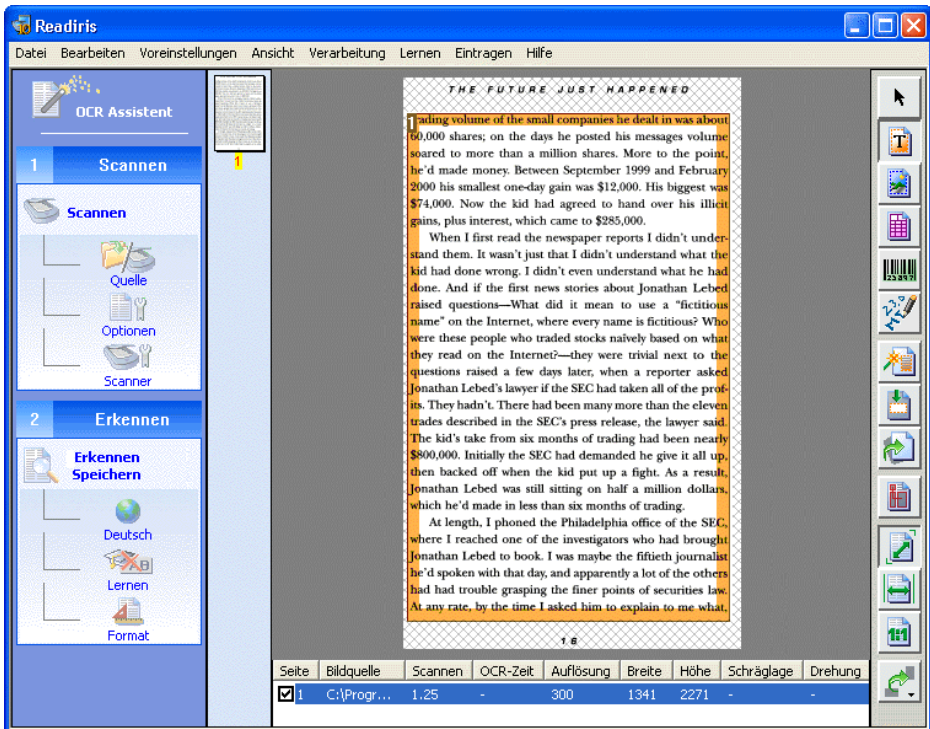 Readiris
Datei Bearbeiten Voreinstellungen Ansicht Verarbeitung Lernen Eintragen Hilfe
OCR Assistent
1 Scannen
Scannen
Quelle
Optionen
Scanner
2 Erkennen
Erkennen
Speichern
Deutsch
Lernen
Format
1
THE FUTURE JUST HAPPENED
1
trading volume of the small companies he dealt in was about
60,000 shares; on the days he posted his messages volume
soared to more than a million shares. More to the point,
he'd made money. Between September 1999 and February
2000 his smallest one-day gain was $12,000. His biggest was
$74,000. Now the kid had agreed to hand over his illicit
gains, plus interest, which came to $285,000.
When I first read the newspaper reports I didn't under-
stand them. It wasn't just that I didn't understand what the
kid had done wrong. I didn't even understand what he had
done. And if the first news stories about Jonathan Lebed
raised questions—What did it mean to use a "fictitious
name" on the Internet, where every name is fictitious? Who
were these people who traded stocks naïvely based on what
they read on the Internet?—they were trivial next to the
questions raised a few days later, when a reporter asked
Jonathan Lebed's lawyer if the SEC had taken all of the prof-
its. They hadn't. There had been many more than the eleven
trades described in the SEC's press release, the lawyer said.
The kid's take from six months of trading had been nearly
$800,000. Initially the SEC had demanded he give it all up,
then backed off when the kid put up a fight. As a result,
Jonathan Lebed was still sitting on half a million dollars,
which he'd made in less than six months of trading.
At length, I phoned the Philadelphia office of the SEC,
where I reached one of the investigators who had brought
Jonathan Lebed to book. I was maybe the fiftieth journalist
he'd spoken with that day, and apparently a lot of the others
had had trouble grasping the finer points of securities law.
At any rate, by the time I asked him to explain to me what,
16
Seite Bildquelle Scannen OCR-Zeit Auflösung Breite Höhe Schräglage Drehung
1 C:\Progr... 1.25 - 300 1341 2271 - -
T
23897
1:1